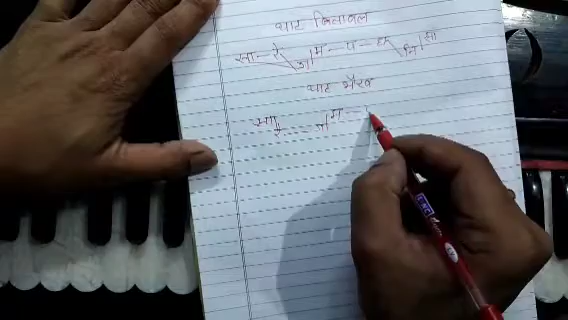 थाट बिलावल
सा - रे ग म - प - ध नि सा
थाट भैरव
सा रे - - ग म -